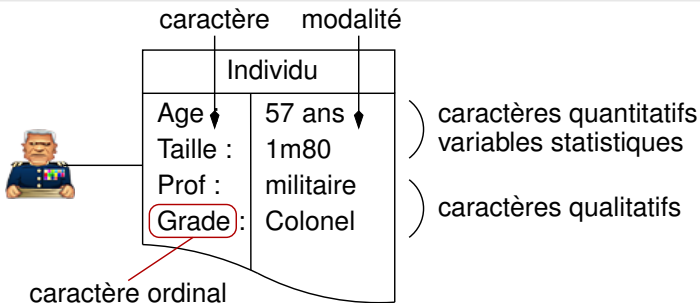 caractère modalité
Individu
Age : 57 ans
Taille : 1m80
Prof : militaire
Grade : Colonel
caractères quantitatifs
variables statistiques
caractères qualitatifs
caractère ordinal